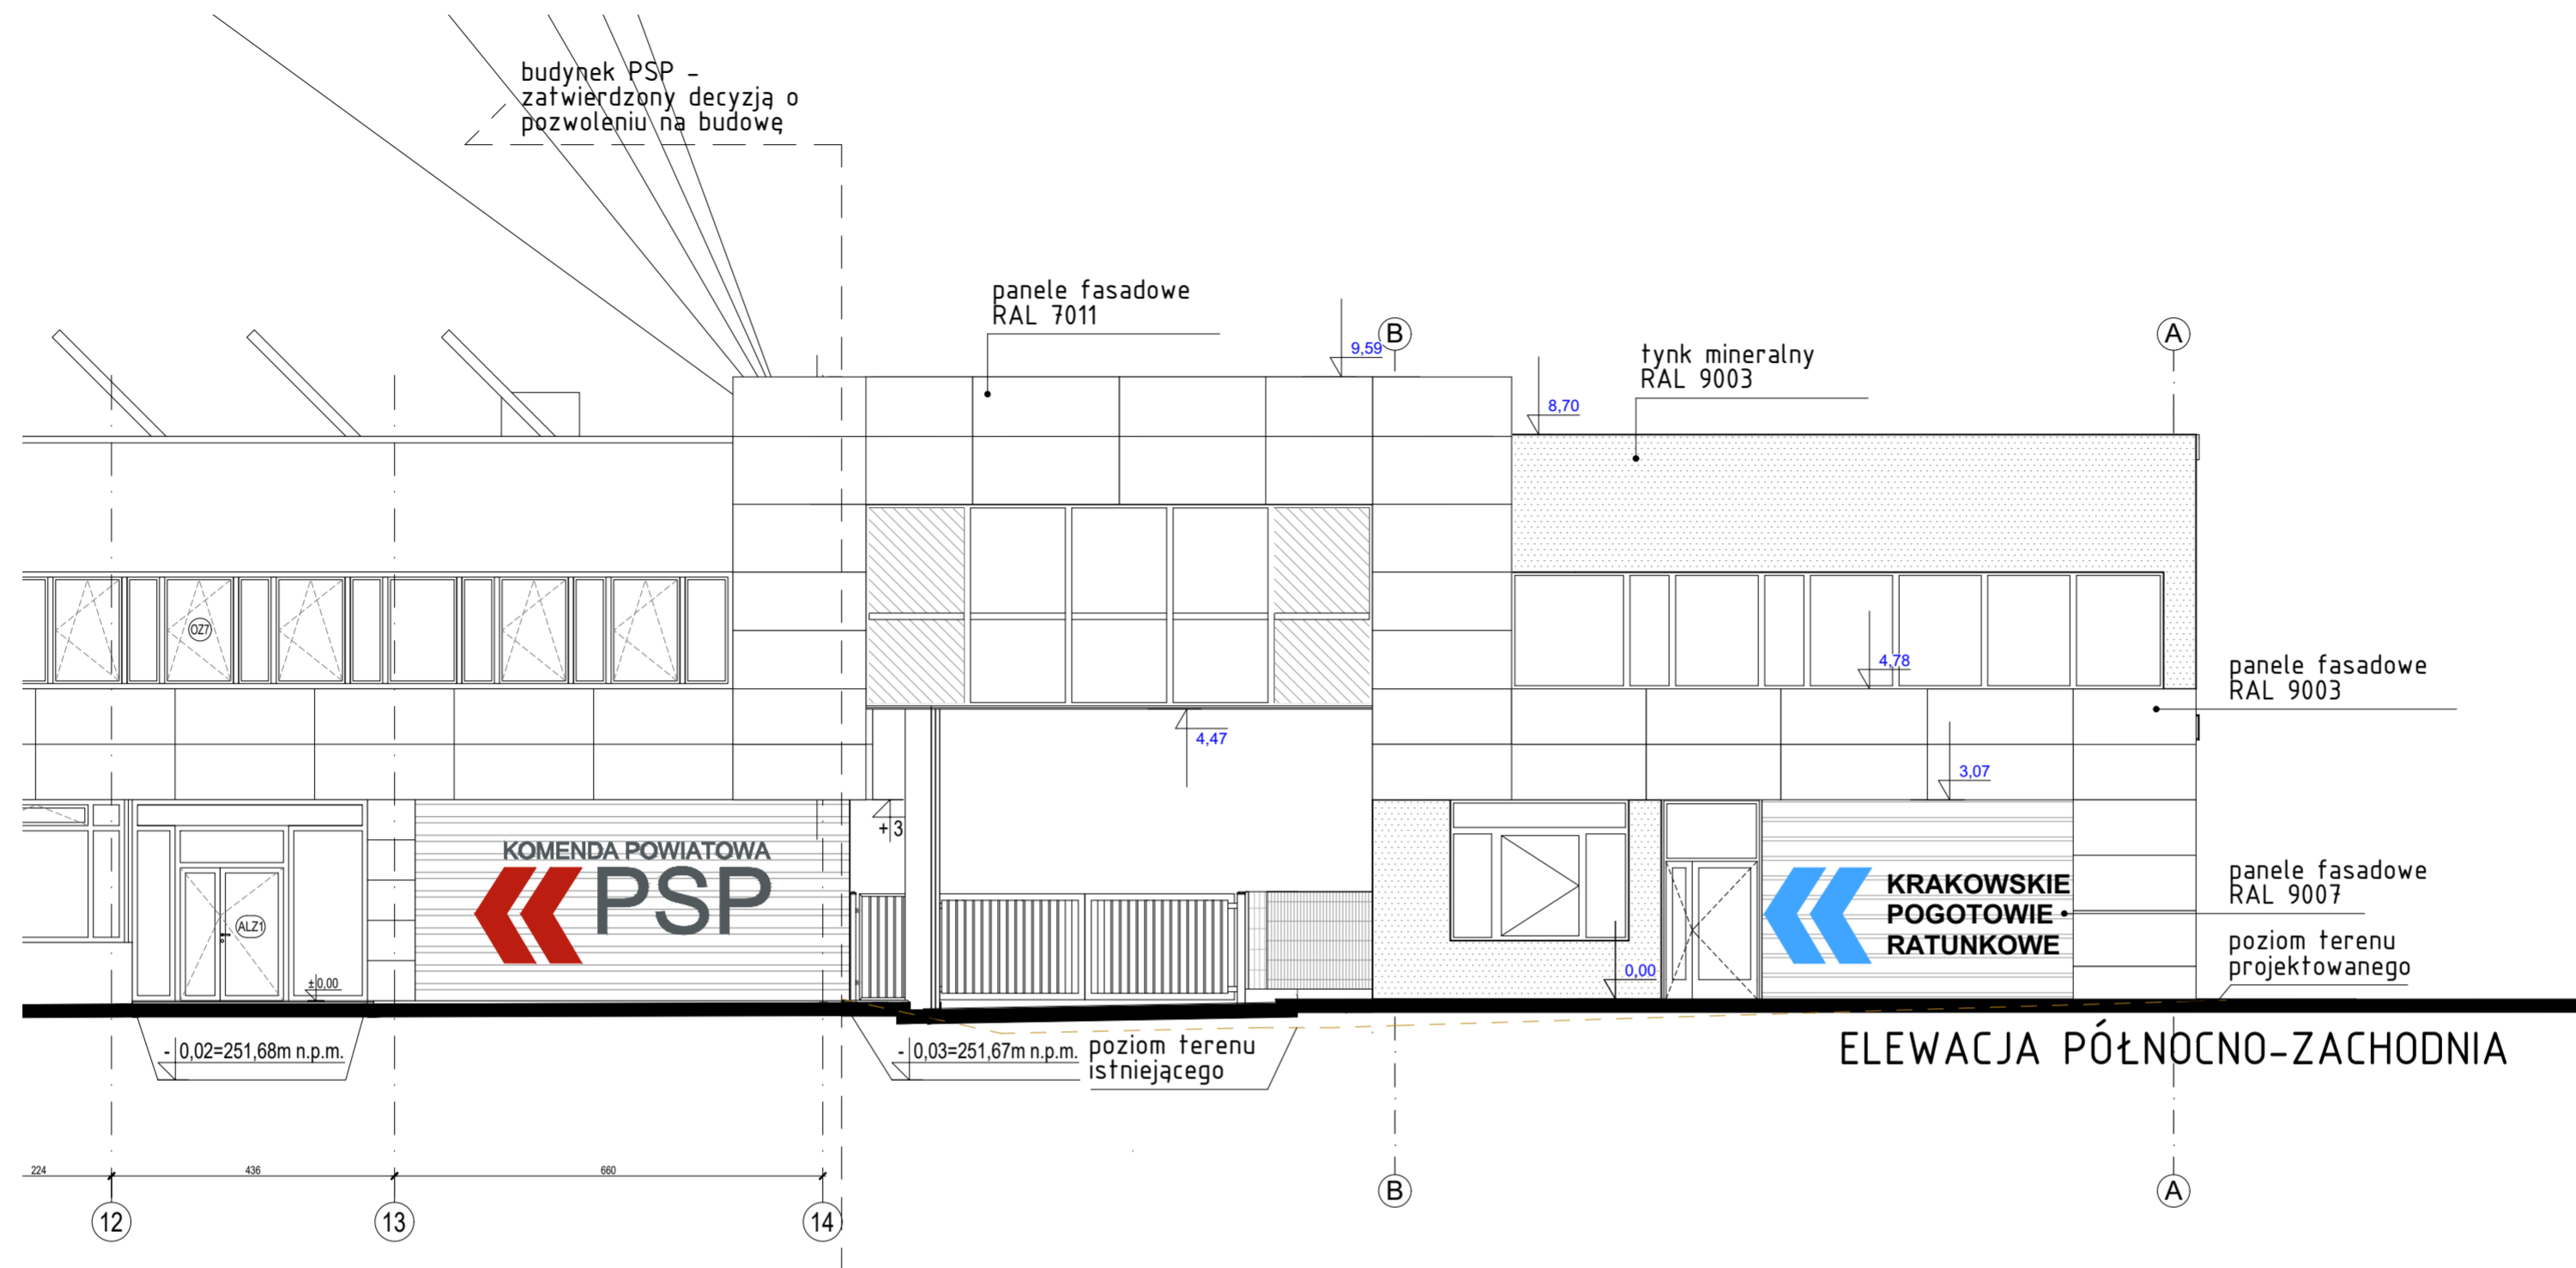 budynek PSP -
zatwierdzony decyzją o
pozwoleniu na budowę
panele fasadowe
RAL 7011
9,59
B
A
tynk mineralny
RAL 9003
8,70
OZ7
4,78
panele fasadowe
RAL 9003
4,47
3,07
+3
KOMENDA POWIATOWA
PSP
ALZ1
±0,00
KRAKOWSKIE
POGOTOWIE
RATUNKOWE
panele fasadowe
RAL 9007
0,00
poziom terenu
projektowanego
- 0,02=251,68m n.p.m.
- 0,03=251,67m n.p.m.
poziom terenu
istniejącego
ELEWACJA PÓŁNOCNO-ZACHODNIA
224
436
660
12
13
14
B
A